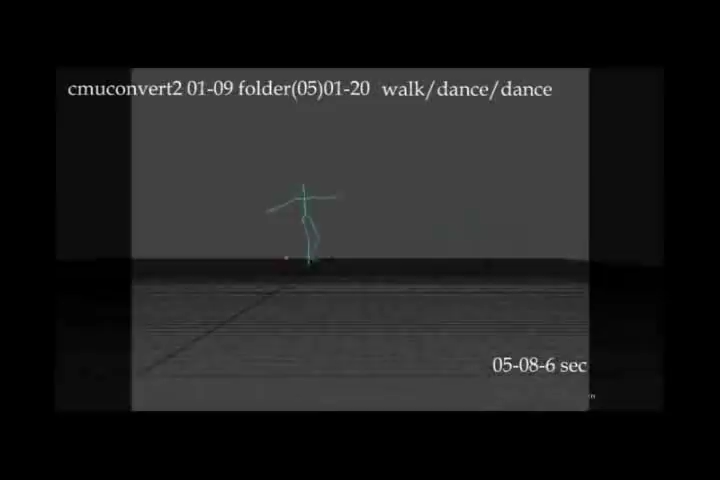 cmuconvert2 01-09 folder(05)01-20 walk/dance/dance
05-08-6 sec